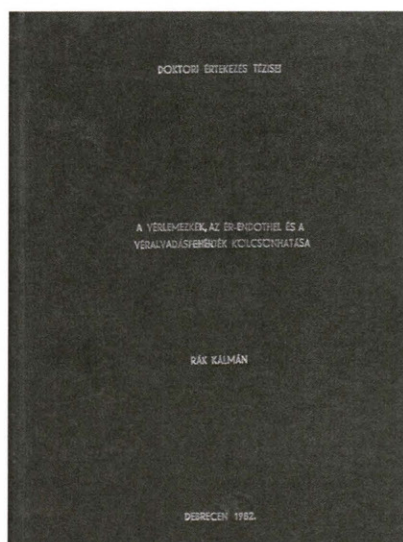 DOKTORI ÉRTEKEZÉS TÉZISEI
A VÉRLEMEZKÉK, AZ ÉR-ENDOTHEL ÉS A
VÉRALVADÁSFEHÉRJÉK KÖLCSÖNHATÁSA
RÁK KÁLMÁN
DEBRECEN 1982.